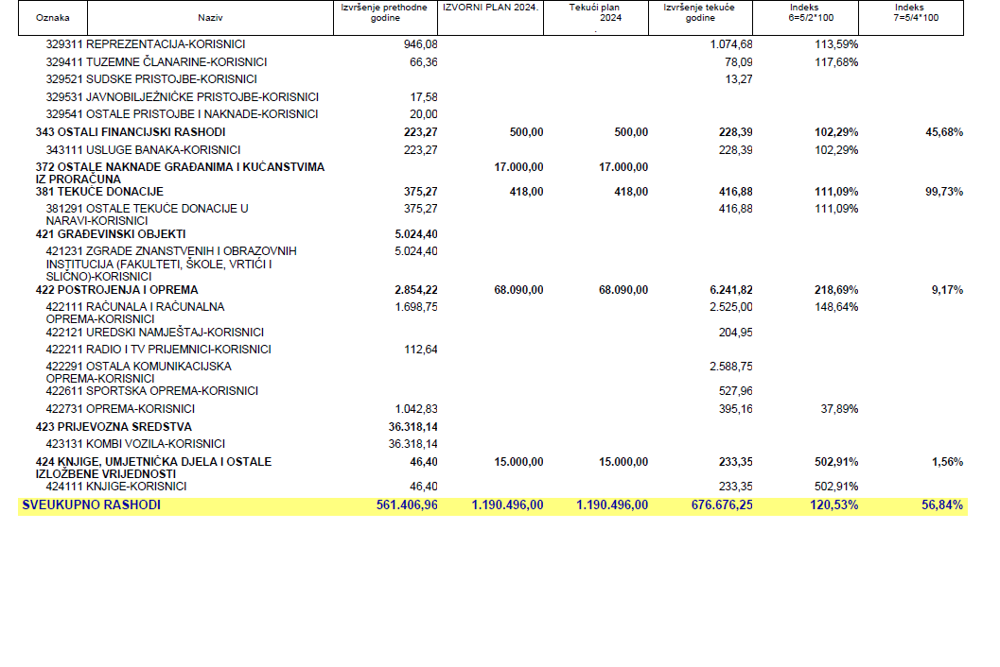 Oznaka Naziv Izvršenje prethodne godine IZVORNI PLAN 2024. Tekući plan 2024 . Izvršenje tekuće godine Indeks 6=5/2*100 Indeks 7=5/4*100
329311 REPREZENTACIJA-KORISNICI 946,08 1.074,68 113,59%
329411 TUZEMNE ČLANARINE-KORISNICI 66,36 78,09 117,68%
329521 SUDSKE PRISTOJBE-KORISNICI 13,27
329531 JAVNOBILJEŽNIČKE PRISTOJBE-KORISNICI 17,58
329541 OSTALE PRISTOJBE I NAKNADE-KORISNICI 20,00
343 OSTALI FINANCIJSKI RASHODI 223,27 500,00 500,00 228,39 102,29% 45,68%
343111 USLUGE BANAKA-KORISNICI 223,27 228,39 102,29%
372 OSTALE NAKNADE GRAĐANIMA I KUĆANSTVIMA 17.000,00 17.000,00
IZ PRORAČUNA
381 TEKUĆE DONACIJE 375,27 418,00 418,00 416,88 111,09% 99,73%
381291 OSTALE TEKUĆE DONACIJE U 375,27 416,88 111,09%
NARAVI-KORISNICI
421 GRAĐEVINSKI OBJEKTI 5.024,40
421231 ZGRADE ZNANSTVENIH I OBRAZOVNIH 5.024,40
INSTITUCIJA (FAKULTETI, ŠKOLE, VRTIĆI I
SLIČNO)-KORISNICI
422 POSTROJENJA I OPREMA 2.854,22 68.090,00 68.090,00 6.241,82 218,69% 9,17%
422111 RAČUNALA I RAČUNALNA 1.698,75 2.525,00 148,64%
OPREMA-KORISNICI
422121 UREDSKI NAMJEŠTAJ-KORISNICI 204,95
422211 RADIO I TV PRIJEMNICI-KORISNICI 112,64
422291 OSTALA KOMUNIKACIJSKA 2.588,75
OPREMA-KORISNICI
422611 SPORTSKA OPREMA-KORISNICI 527,96
422731 OPREMA-KORISNICI 1.042,83 395,16 37,89%
423 PRIJEVOZNA SREDSTVA 36.318,14
423131 KOMBI VOZILA-KORISNICI 36.318,14
424 KNJIGE, UMJETNIČKA DJELA I OSTALE 46,40 15.000,00 15.000,00 233,35 502,91% 1,56%
IZLOŽBENE VRIJEDNOSTI
424111 KNJIGE-KORISNICI 46,40 233,35 502,91%
SVEUKUPNO RASHODI 561.406,96 1.190.496,00 1.190.496,00 676.676,25 120,53% 56,84%